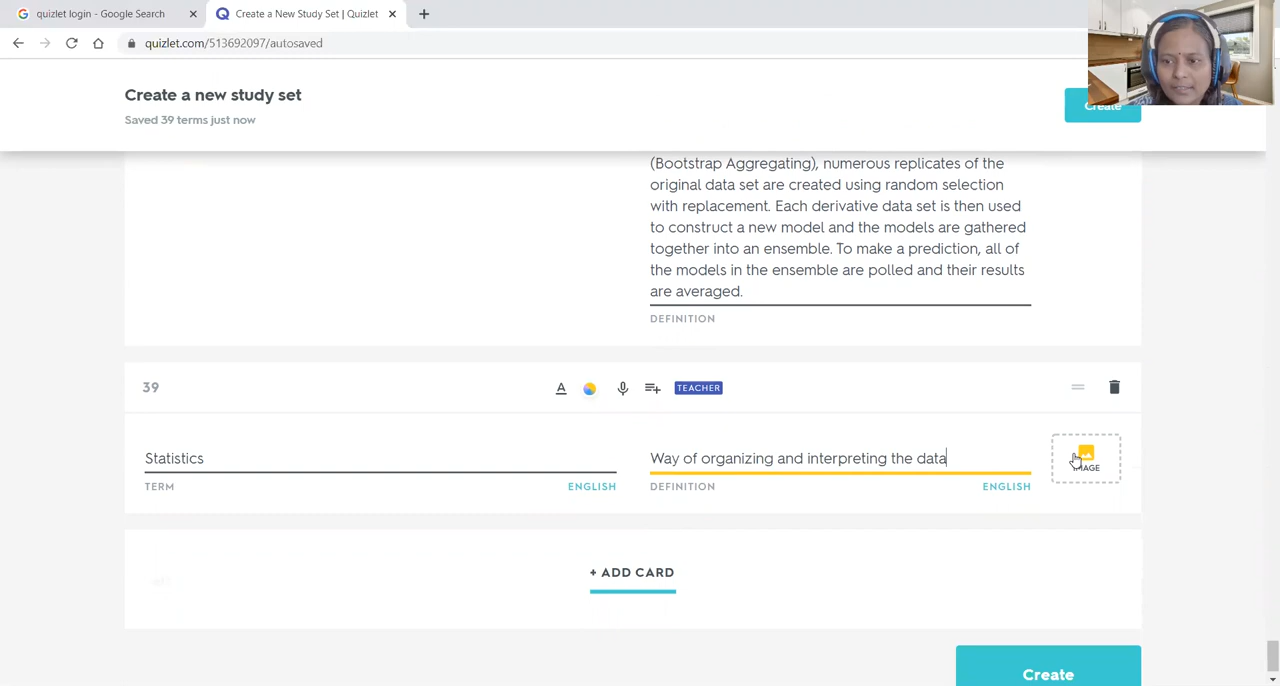 quizlet login - Google Search
Create a New Study Set | Quizlet
quizlet.com/513692097/autosaved
Create a new study set
Saved 39 terms just now
Create
(Bootstrap Aggregating), numerous replicates of the
original data set are created using random selection
with replacement. Each derivative data set is then used
to construct a new model and the models are gathered
together into an ensemble. To make a prediction, all of
the models in the ensemble are polled and their results
are averaged.
DEFINITION
39
A
TEACHER
Statistics
Way of organizing and interpreting the data
IMAGE
TERM
ENGLISH
DEFINITION
ENGLISH
+ ADD CARD
Create